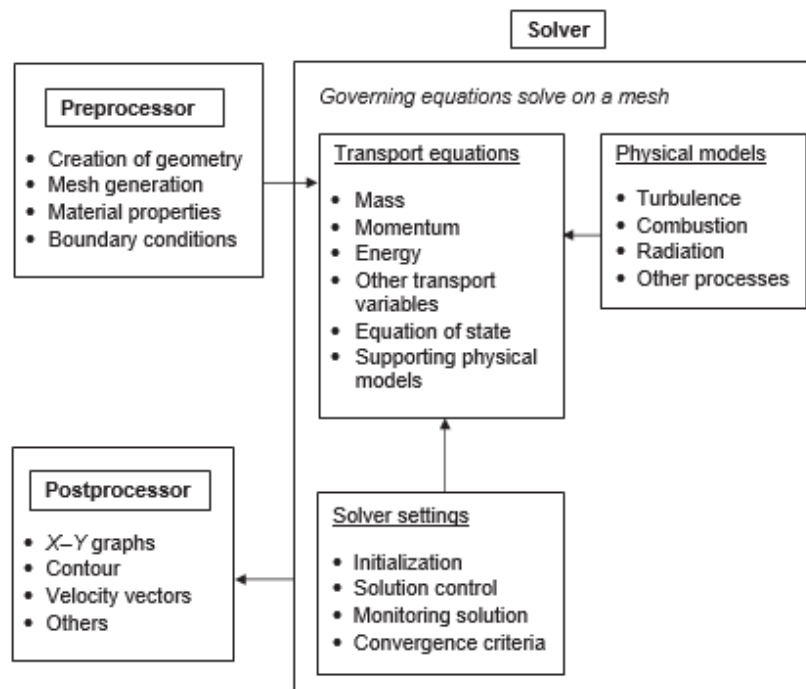 Solver
Preprocessor
• Creation of geometry
• Mesh generation
• Material properties
• Boundary conditions
Governing equations solve on a mesh
Transport equations
• Mass
• Momentum
• Energy
• Other transport
variables
• Equation of state
• Supporting physical
models
Physical models
• Turbulence
• Combustion
• Radiation
• Other processes
Postprocessor
• X–Y graphs
• Contour
• Velocity vectors
• Others
Solver settings
• Initialization
• Solution control
• Monitoring solution
• Convergence criteria